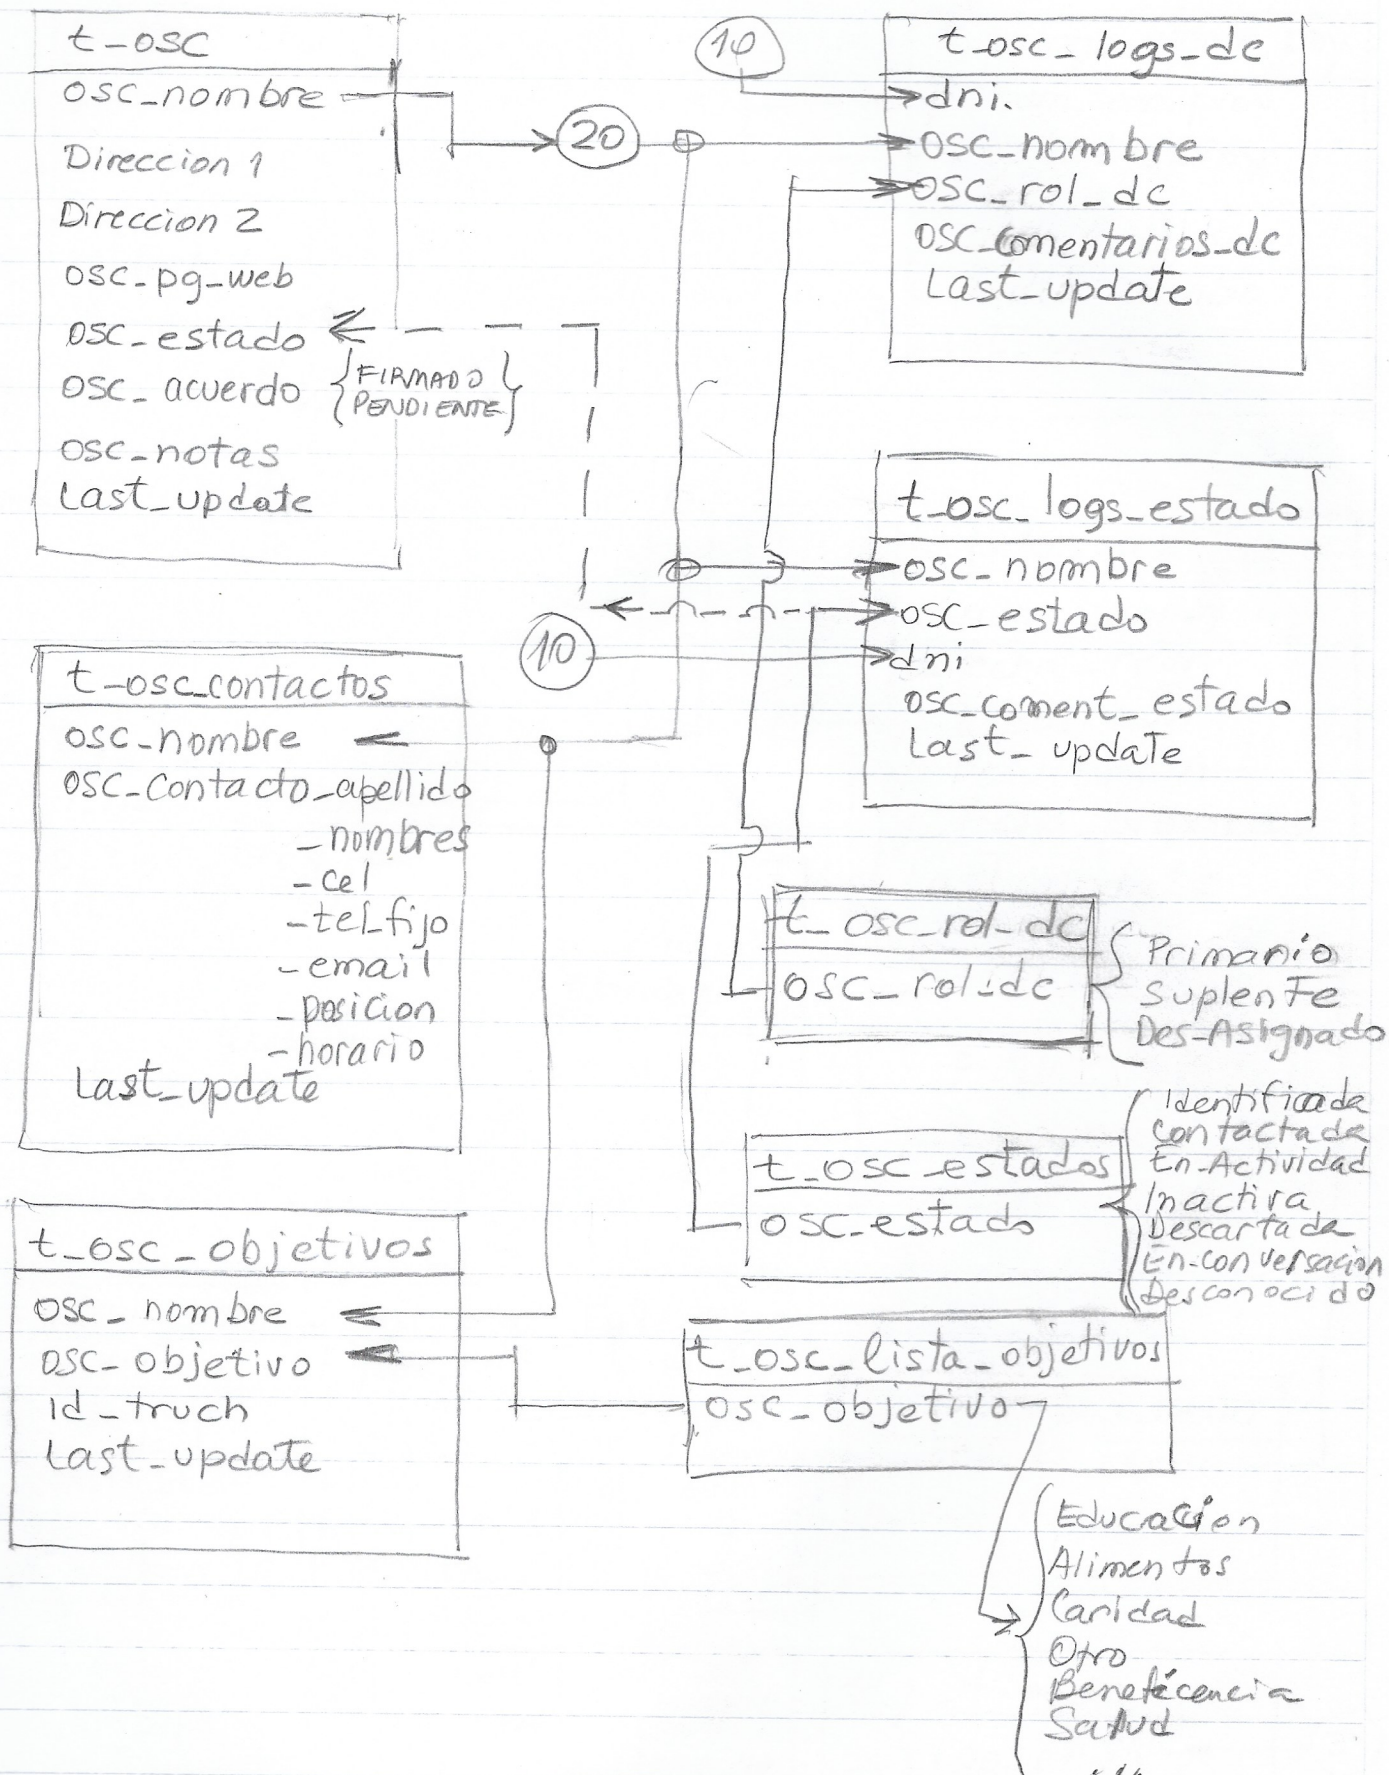 t_osc
osc_nombre
Direccion 1
Direccion 2
osc_pg_web
osc_estado
osc_acuerdo { FIRMADO }
{ PENDIENTE }
osc_notas
Last_update
20
10
t_osc_logs_dc
dni.
osc_nombre
osc_rol_dc
osc_comentarios_dc
Last_update
t_osc_logs_estado
osc_nombre
osc_estado
dni
osc_coment_estado
Last_update
10
t_osc_contactos
osc_nombre
osc_contacto_apellido
_nombres
_cel
_tel_fijo
_email
_posicion
_horario
Last_update
t_osc_rol_dc
osc_rol_dc
Primario
Suplente
Des-Asignado
t_osc_estados
osc_estado
Identificada
Contactada
En-Actividad
Inactiva
Descartada
En-conversacion
Desconocido
t_osc_objetivos
osc_nombre
osc_objetivo
Id_truch
Last_update
t_osc_lista_objetivos
osc_objetivo
Educacion
Alimentos
Caridad
Otro
Benefecencia
Salud